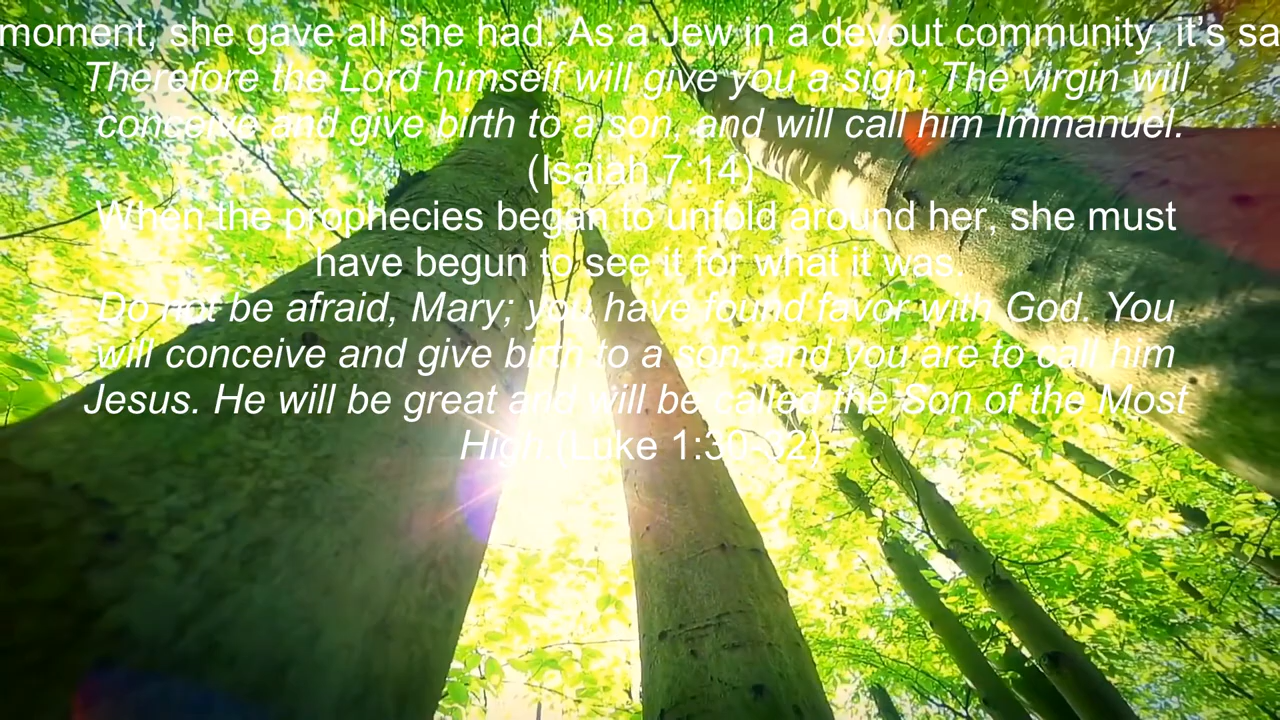 moment, she gave all she had. As a Jew in a devout community, it's sa
Therefore the Lord himself will give you a sign: The virgin will
conceive and give birth to a son, and will call him Immanuel.
(Isaiah 7:14)
When the prophecies began to unfold around her, she must
have begun to see it for what it was.
Do not be afraid, Mary; you have found favor with God. You
will conceive and give birth to a son, and you are to call him
Jesus. He will be great and will be called the Son of the Most
High (Luke 1:30-32)